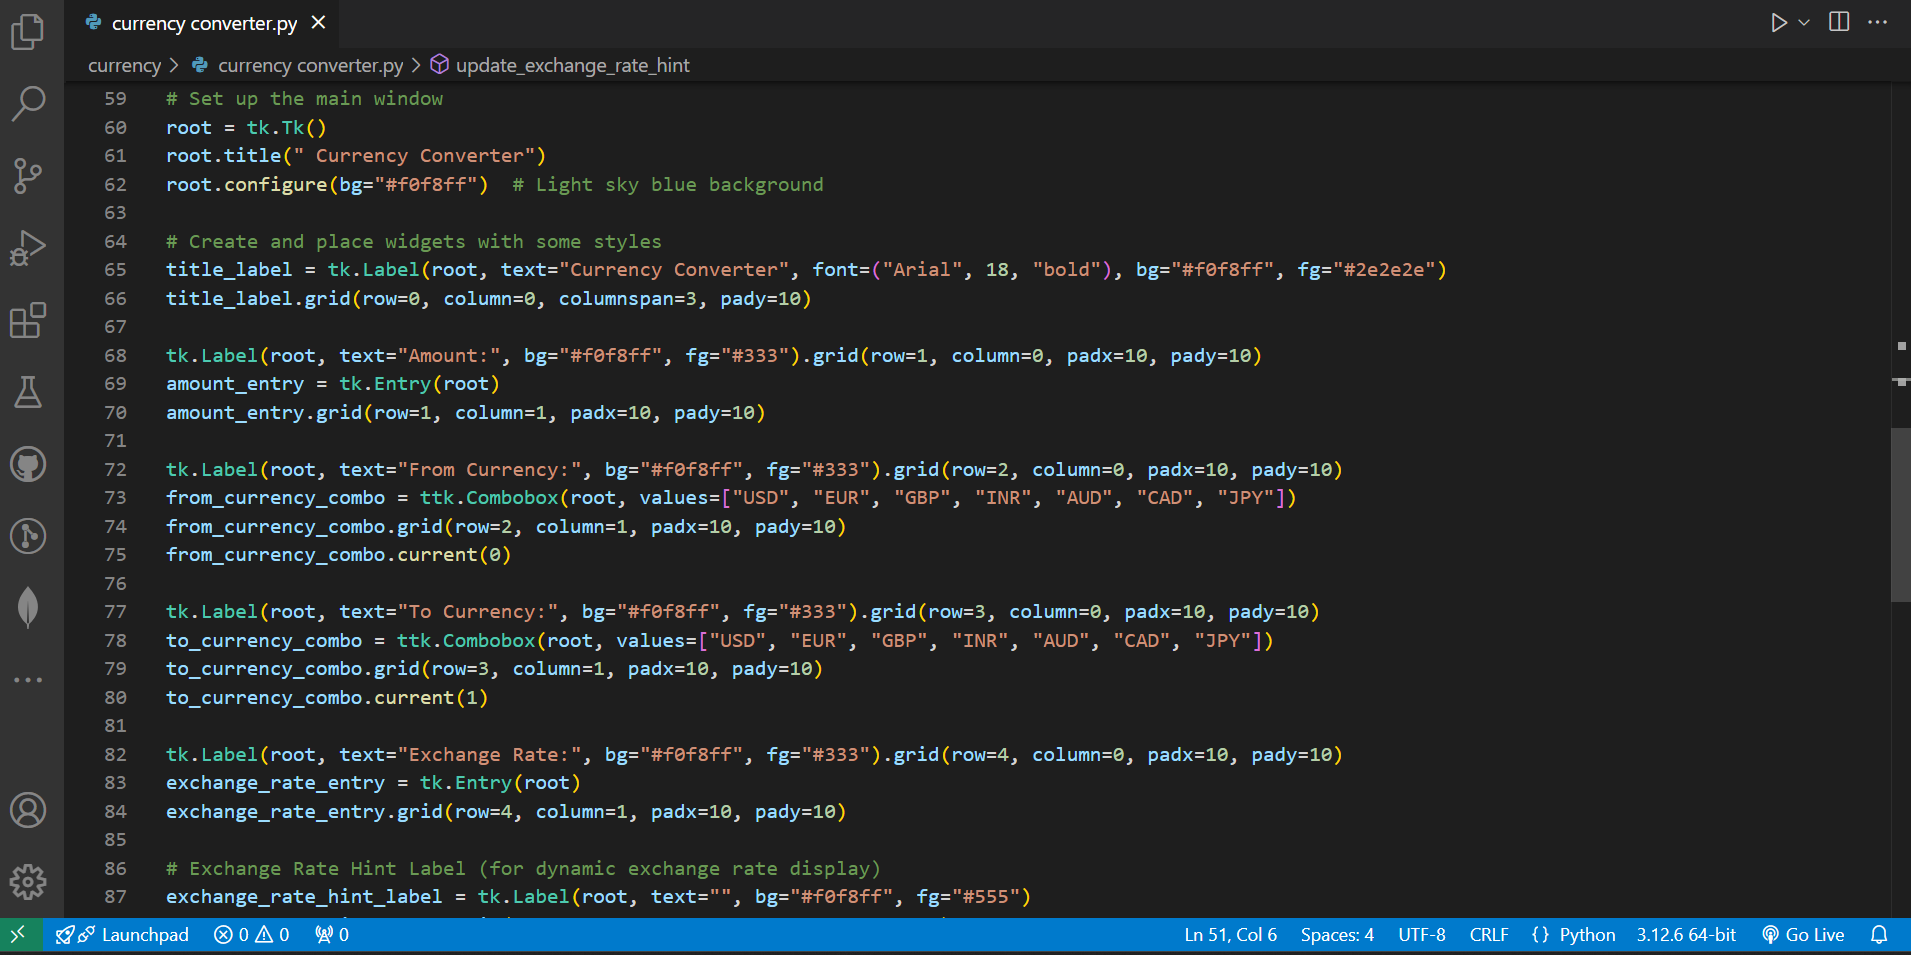 currency converter.py
currency > currency converter.py > update_exchange_rate_hint
59 # Set up the main window
60 root = tk.Tk()
61 root.title(" Currency Converter")
62 root.configure(bg="#f0f8ff")  # Light sky blue background
63
64 # Create and place widgets with some styles
65 title_label = tk.Label(root, text="Currency Converter", font=("Arial", 18, "bold"), bg="#f0f8ff", fg="#2e2e2e")
66 title_label.grid(row=0, column=0, columnspan=3, pady=10)
67
68 tk.Label(root, text="Amount:", bg="#f0f8ff", fg="#333").grid(row=1, column=0, padx=10, pady=10)
69 amount_entry = tk.Entry(root)
70 amount_entry.grid(row=1, column=1, padx=10, pady=10)
71
72 tk.Label(root, text="From Currency:", bg="#f0f8ff", fg="#333").grid(row=2, column=0, padx=10, pady=10)
73 from_currency_combo = ttk.Combobox(root, values=["USD", "EUR", "GBP", "INR", "AUD", "CAD", "JPY"])
74 from_currency_combo.grid(row=2, column=1, padx=10, pady=10)
75 from_currency_combo.current(0)
76
77 tk.Label(root, text="To Currency:", bg="#f0f8ff", fg="#333").grid(row=3, column=0, padx=10, pady=10)
78 to_currency_combo = ttk.Combobox(root, values=["USD", "EUR", "GBP", "INR", "AUD", "CAD", "JPY"])
79 to_currency_combo.grid(row=3, column=1, padx=10, pady=10)
80 to_currency_combo.current(1)
81
82 tk.Label(root, text="Exchange Rate:", bg="#f0f8ff", fg="#333").grid(row=4, column=0, padx=10, pady=10)
83 exchange_rate_entry = tk.Entry(root)
84 exchange_rate_entry.grid(row=4, column=1, padx=10, pady=10)
85
86 # Exchange Rate Hint Label (for dynamic exchange rate display)
87 exchange_rate_hint_label = tk.Label(root, text="", bg="#f0f8ff", fg="#555")
Launchpad 0 0 0 Ln 51, Col 6 Spaces: 4 UTF-8 CRLF {} Python 3.12.6 64-bit Go Live